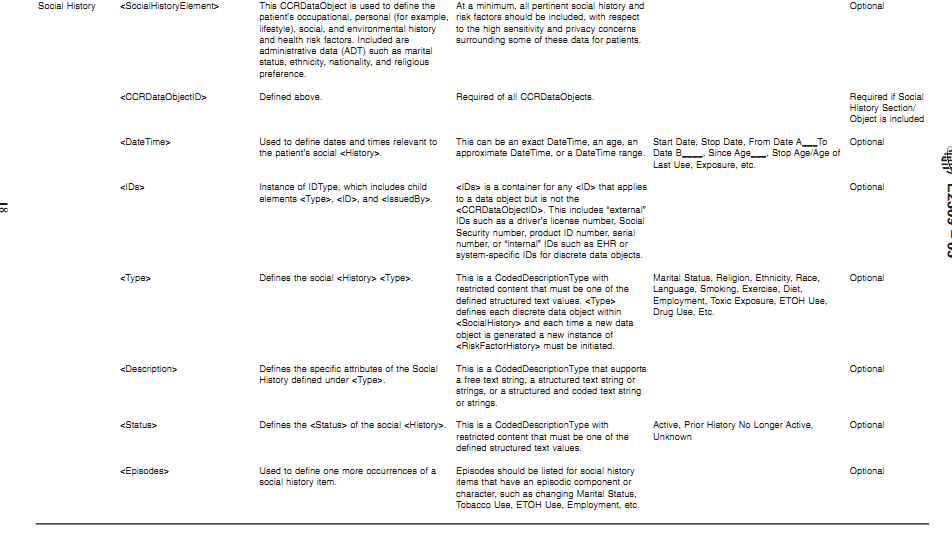 Social History
<SocialHistoryElement>
This CCRDataObject is used to define the
patient's occupational, personal (for example,
lifestyle), social, and environmental history
and health risk factors. Included are
administrative data (ADT) such as marital
status, ethnicity, nationality, and religious
preference.
At a minimum, all pertinent social history and
risk factors should be included, with respect
to the high sensitivity and privacy concerns
surrounding some of these data for patients.
Optional
<CCRDataObjectID>
Defined above.
Required of all CCRDataObjects.
Required if Social
History Section/
Object is included
<DateTime>
Used to define dates and times relevant to
the patient's social <History>.
This can be an exact DateTime, an age, an
approximate DateTime, or a DateTime range.
Start Date, Stop Date, From Date A___To
Date B____, Since Age___, Stop Age/Age of
Last Use, Exposure, etc.
Optional
<IDs>
Instance of IDType, which includes child
elements <Type>, <ID>, and <IssuedBy>.
<IDs> is a container for any <ID> that applies
to a data object but is not the
<CCRDataObjectID>. This includes “external”
IDs such as a driver's license number, Social
Security number, product ID number, serial
number, or “internal” IDs such as EHR or
system-specific IDs for discrete data objects.
Optional
<Type>
Defines the social <History> <Type>.
This is a CodedDescriptionType with
restricted content that must be one of the
defined structured text values. <Type>
defines each discrete data object within
<SocialHistory> and each time a new data
object is generated a new instance of
<RiskFactorHistory> must be initiated.
Marital Status, Religion, Ethnicity, Race,
Language, Smoking, Exercise, Diet,
Employment, Toxic Exposure, ETOH Use,
Drug Use, Etc.
Optional
<Description>
Defines the specific attributes of the Social
History defined under <Type>.
This is a CodedDescriptionType that supports
a free text string, a structured text string or
strings, or a structured and coded text string
or strings.
Optional
<Status>
Defines the <Status> of the social <History>.
This is a CodedDescriptionType with
restricted content that must be one of the
defined structured text values.
Active, Prior History No Longer Active,
Unknown
Optional
<Episodes>
Used to define one more occurrences of a
social history item.
Episodes should be listed for social history
items that have an episodic component or
character, such as changing Marital Status,
Tobacco Use, ETOH Use, Employment, etc.
Optional